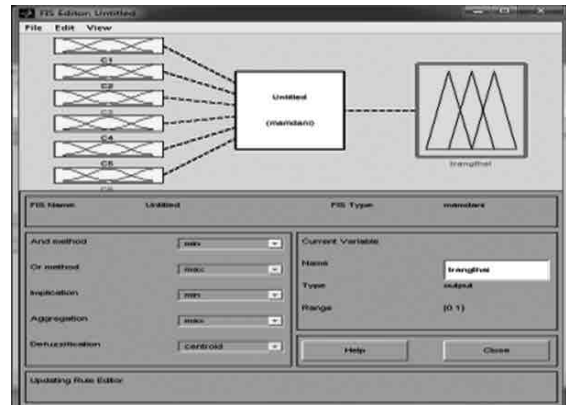 FIS Editor: Untitled
File Edit View
C1
C2
C3
C4
C5
C6
Untitled
(mamdani)
trangthai
FIS Name: Untitled FIS Type: mamdani
And method min
Or method max
Implication min
Aggregation max
Defuzzification centroid
Current Variable
Name trangthai
Type output
Range [0 1]
Help Close
Updating Rule Editor